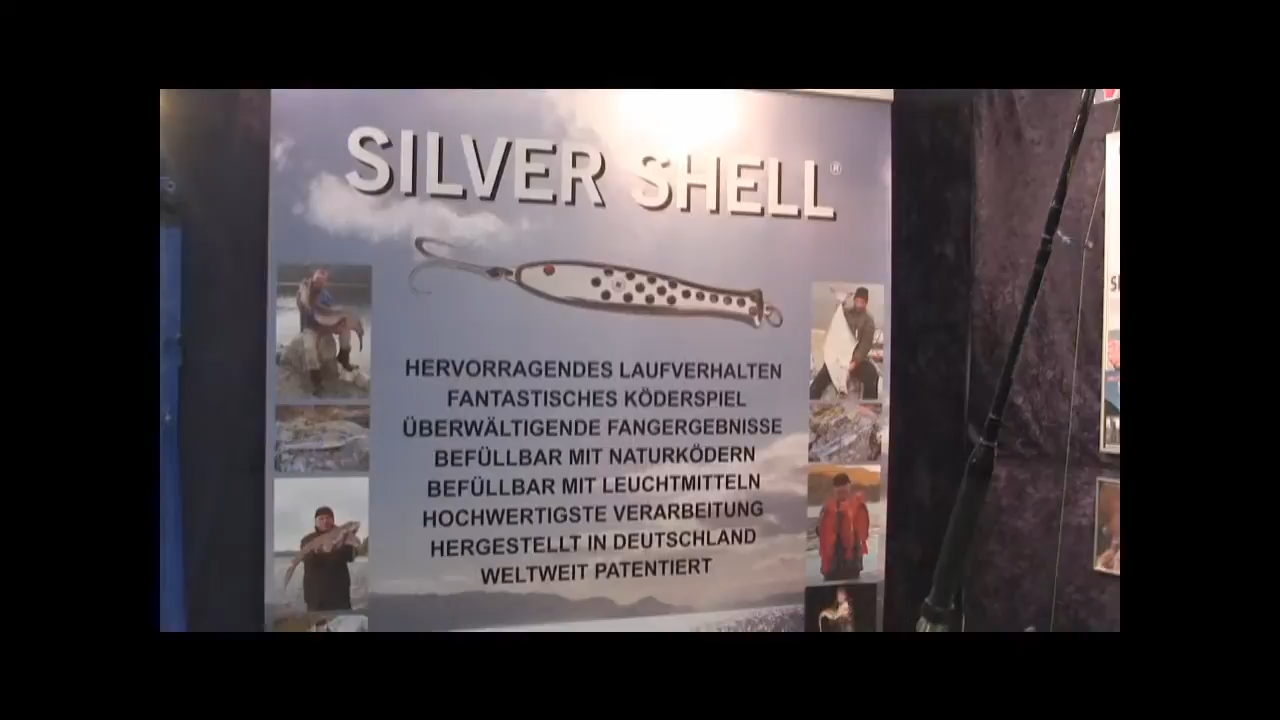 SILVER SHELL®
HERVORRAGENDES LAUFVERHALTEN
FANTASTISCHES KÖDERSPIEL
ÜBERWÄLTIGENDE FANGERGEBNISSE
BEFÜLLBAR MIT NATURKÖDERN
BEFÜLLBAR MIT LEUCHTMITTELN
HOCHWERTIGSTE VERARBEITUNG
HERGESTELLT IN DEUTSCHLAND
WELTWEIT PATENTIERT